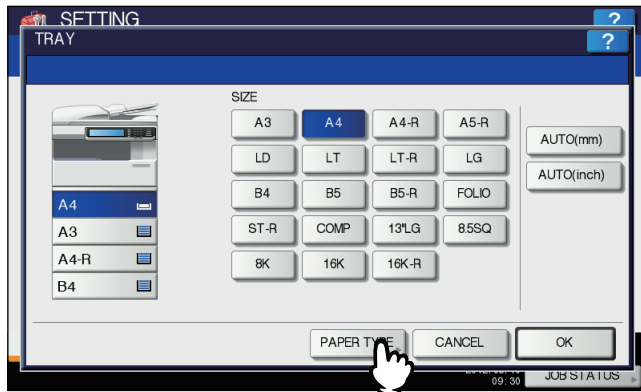 SETTING ?
TRAY ?
SIZE
A3 A4 A4-R A5-R
LD LT LT-R LG
B4 B5 B5-R FOLIO
ST-R COMP 13"LG 8.5SQ
8K 16K 16K-R
AUTO(mm)
AUTO(inch)
A4
A3
A4-R
B4
PAPER TYPE CANCEL OK
09:30 JOB STATUS